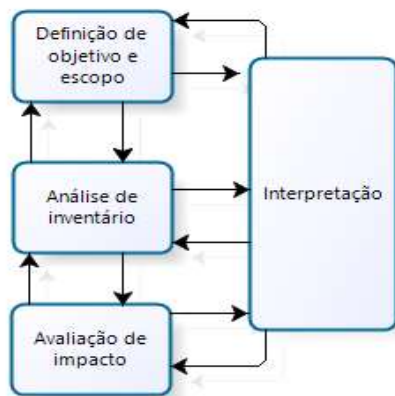 Definição de
objetivo e
escopo
Análise de
inventário
Interpretação
Avaliação de
impacto